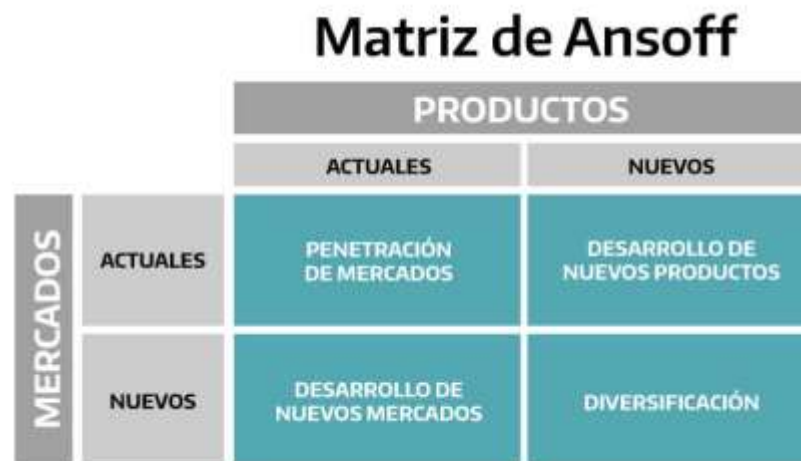 Matriz de Ansoff
PRODUCTOS
ACTUALES
NUEVOS
MERCADOS
ACTUALES
PENETRACIÓN
DE MERCADOS
DESARROLLO DE
NUEVOS PRODUCTOS
NUEVOS
DESARROLLO DE
NUEVOS MERCADOS
DIVERSIFICACIÓN